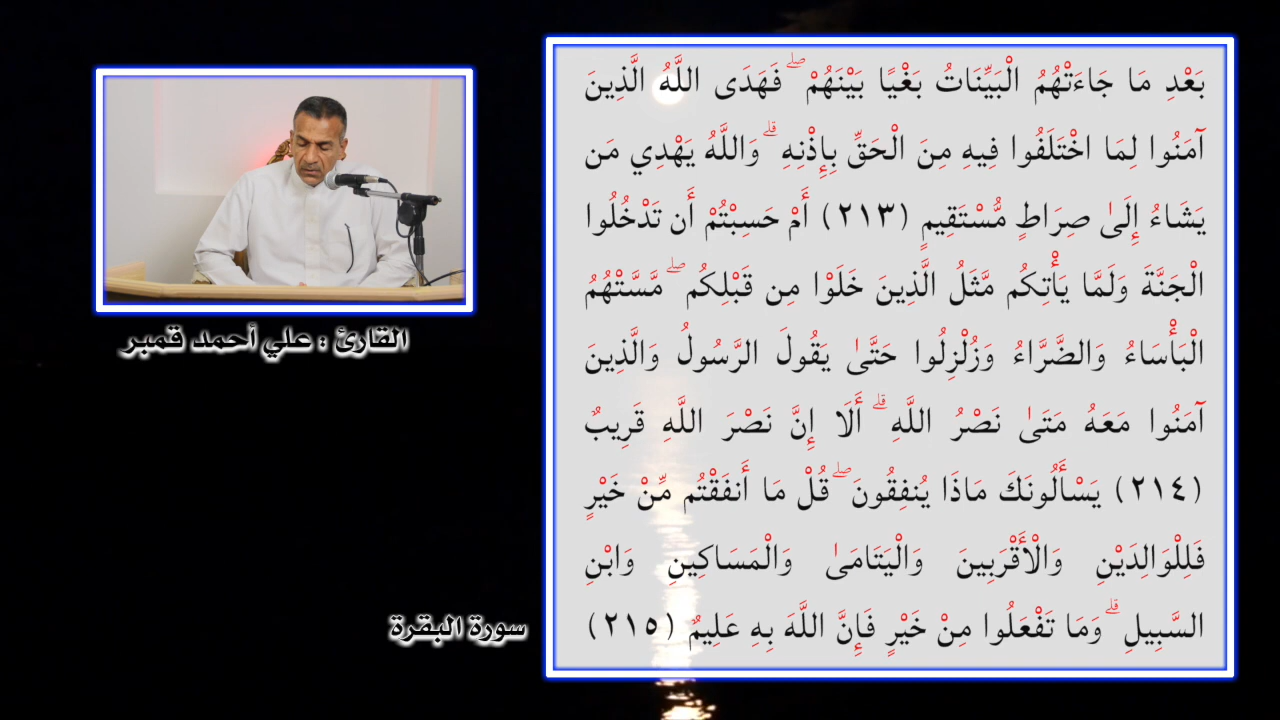 بَعْدِ مَا جَاءَتْهُمُ الْبَيِّنَاتُ بَغْيًا بَيْنَهُمْ ۖ فَهَدَى اللَّهُ الَّذِينَ
آمَنُوا لِمَا اخْتَلَفُوا فِيهِ مِنَ الْحَقِّ بِإِذْنِهِ ۗ وَاللَّهُ يَهْدِي مَن
يَشَاءُ إِلَىٰ صِرَاطٍ مُّسْتَقِيمٍ (٢١٣) أَمْ حَسِبْتُمْ أَن تَدْخُلُوا
الْجَنَّةَ وَلَمَّا يَأْتِكُم مَّثَلُ الَّذِينَ خَلَوْا مِن قَبْلِكُم ۖ مَّسَّتْهُمُ
الْبَأْسَاءُ وَالضَّرَّاءُ وَزُلْزِلُوا حَتَّىٰ يَقُولَ الرَّسُولُ وَالَّذِينَ
آمَنُوا مَعَهُ مَتَىٰ نَصْرُ اللَّهِ ۗ أَلَا إِنَّ نَصْرَ اللَّهِ قَرِيبٌ
(٢١٤) يَسْأَلُونَكَ مَاذَا يُنفِقُونَ ۖ قُلْ مَا أَنفَقْتُم مِّنْ خَيْرٍ
فَلِلْوَالِدَيْنِ وَالْأَقْرَبِينَ وَالْيَتَامَىٰ وَالْمَسَاكِينِ وَابْنِ
السَّبِيلِ ۗ وَمَا تَفْعَلُوا مِنْ خَيْرٍ فَإِنَّ اللَّهَ بِهِ عَلِيمٌ (٢١٥)
القارئ : علي أحمد قمبر
سورة البقرة